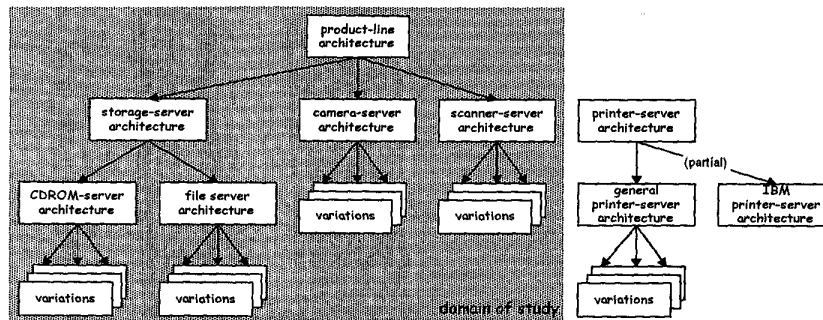 product-line
architecture
storage-server
architecture
camera-server
architecture
scanner-server
architecture
printer-server
architecture
(partial)
CDROM-server
architecture
file server
architecture
variations
variations
general
printer-server
architecture
IBM
printer-server
architecture
variations
variations
variations
domain of study